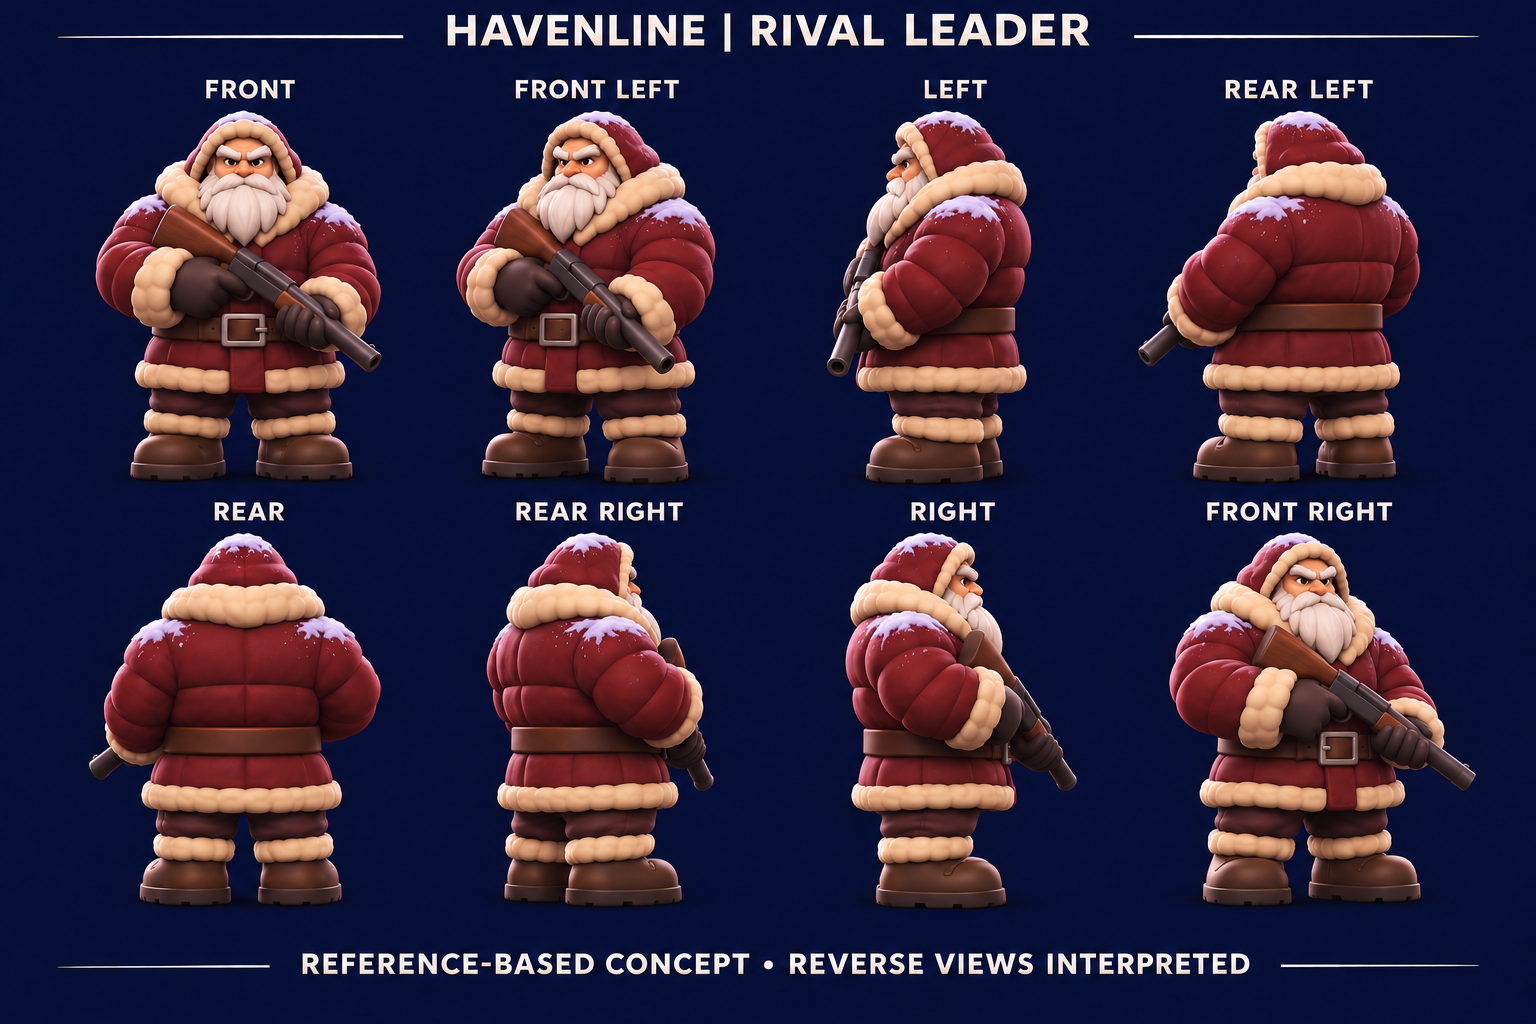 HAVENLINE | RIVAL LEADER
FRONT
FRONT LEFT
LEFT
REAR LEFT
REAR
REAR RIGHT
RIGHT
FRONT RIGHT
REFERENCE-BASED CONCEPT • REVERSE VIEWS INTERPRETED